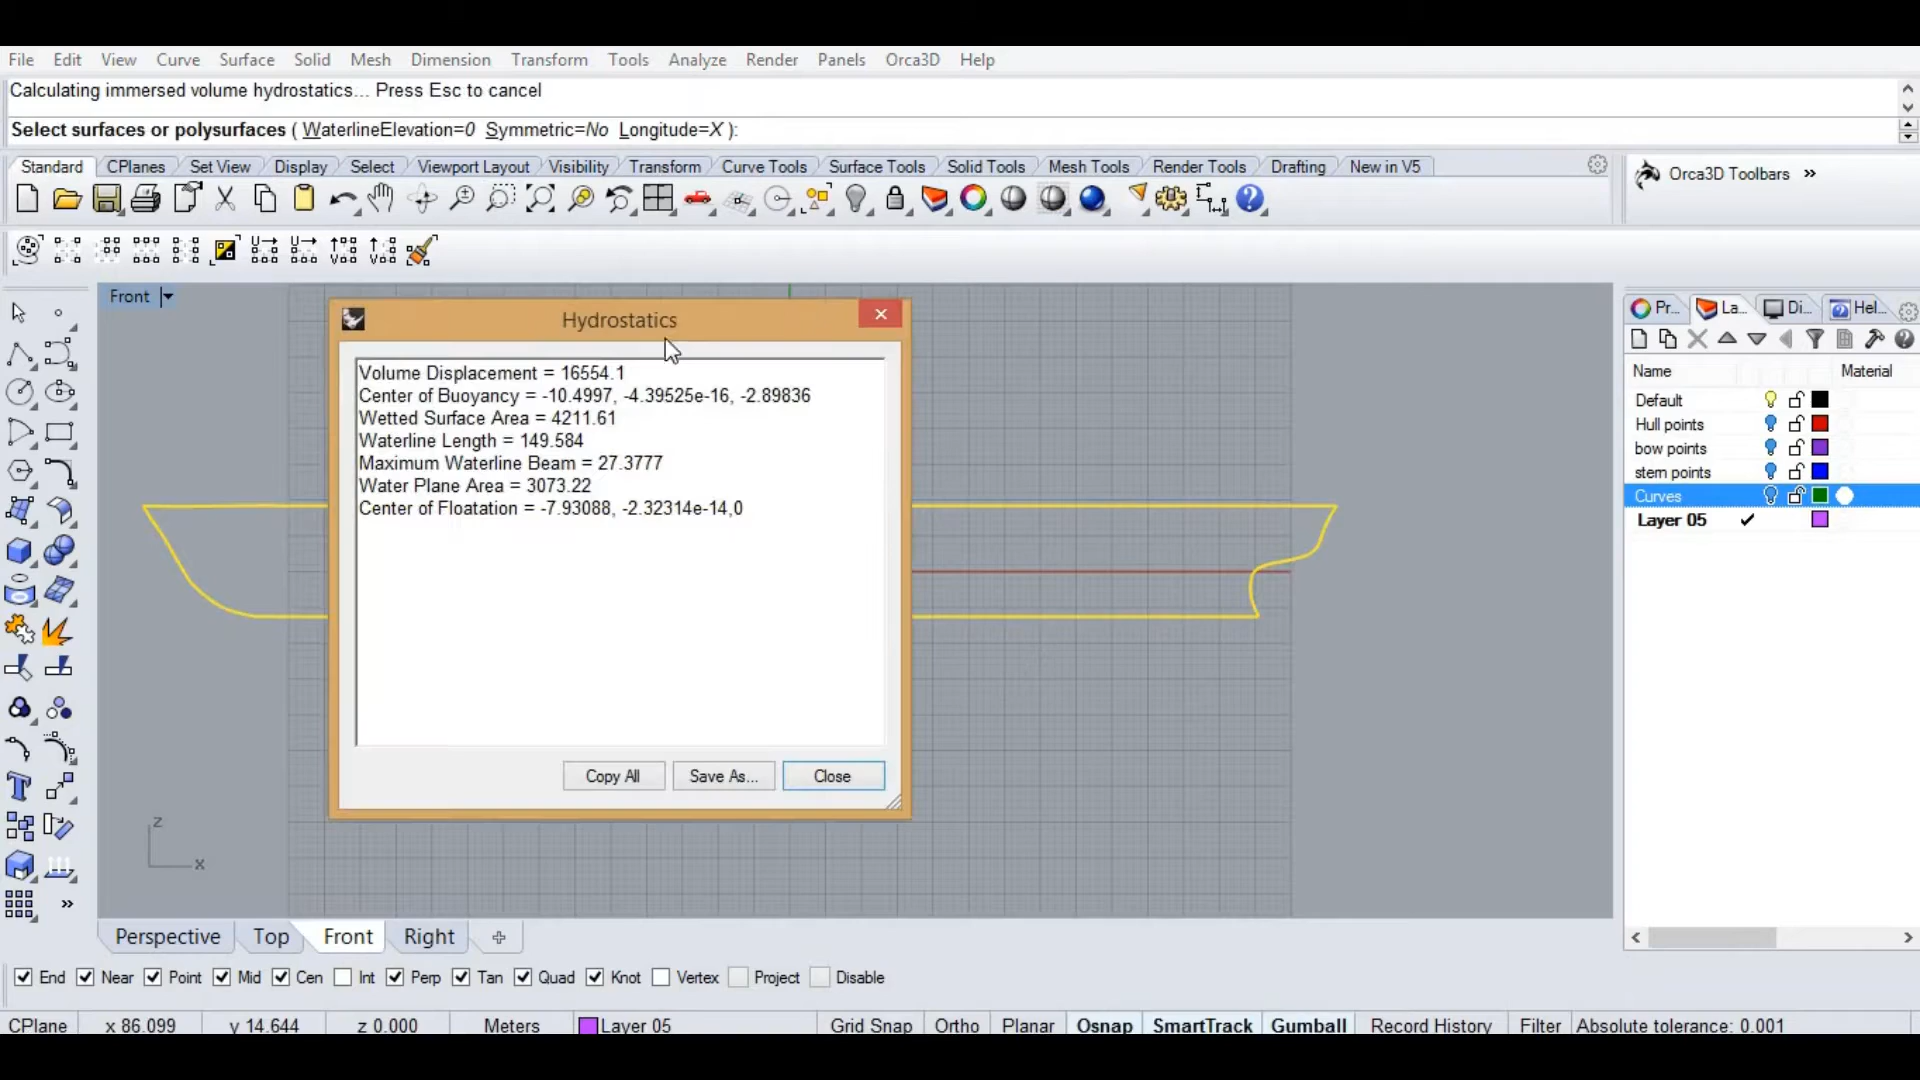 File Edit View Curve Surface Solid Mesh Dimension Transform Tools Analyze Render Panels Orca3D Help
Calculating immersed volume hydrostatics... Press Esc to cancel
Select surfaces or polysurfaces ( WaterlineElevation=0 Symmetric=No Longitude=X ):
Standard CPlanes Set View Display Select Viewport Layout Visibility Transform Curve Tools Surface Tools Solid Tools Mesh Tools Render Tools Drafting New in V5
Orca3D Toolbars »
Front
Hydrostatics
Volume Displacement = 16554.1
Center of Buoyancy = -10.4997, -4.39525e-16, -2.89836
Wetted Surface Area = 4211.61
Waterline Length = 149.584
Maximum Waterline Beam = 27.3777
Water Plane Area = 3073.22
Center of Floatation = -7.93088, -2.32314e-14,0
Copy All Save As... Close
Pr... La... Di... Hel...
Name Material
Default
Hull points
bow points
stem points
Curves
Layer 05
z
x
Perspective Top Front Right
End Near Point Mid Cen Int Perp Tan Quad Knot Vertex Project Disable
CPlane x 86.099 y 14.644 z 0.000 Meters Layer 05 Grid Snap Ortho Planar Osnap SmartTrack Gumball Record History Filter Absolute tolerance: 0.001